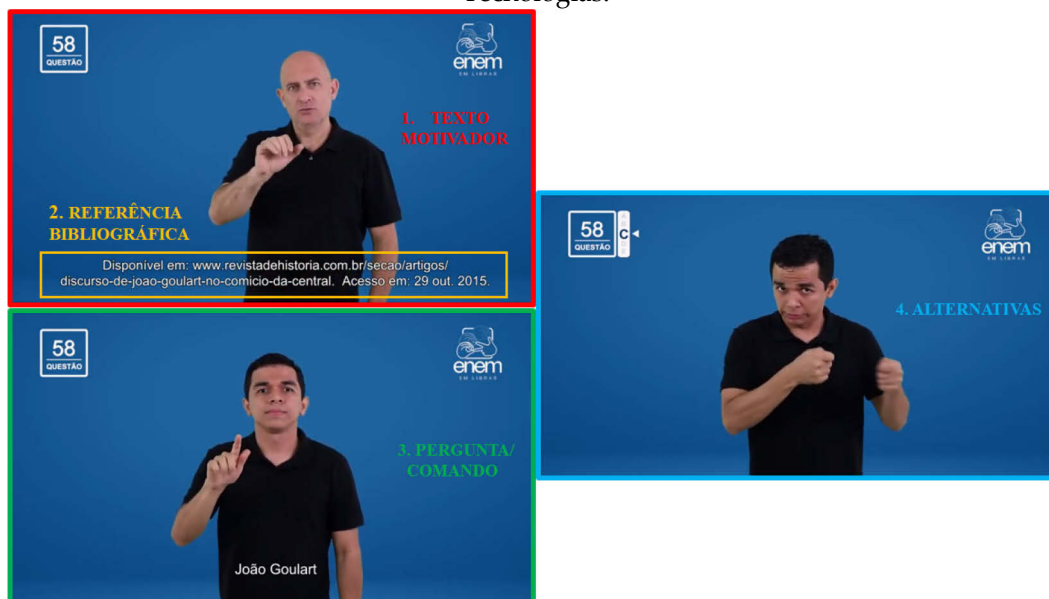 Tecnologias.
58
QUESTÃO
enem
EM LIBRAS
1. TEXTO
MOTIVADOR
2. REFERÊNCIA
BIBLIOGRÁFICA
Disponível em: www.revistadehistoria.com.br/secao/artigos/
discurso-de-joao-goulart-no-comicio-da-central. Acesso em: 29 out. 2015.
58
QUESTÃO
enem
EM LIBRAS
3. PERGUNTA/
COMANDO
João Goulart
58
QUESTÃO
C
enem
EM LIBRAS
4. ALTERNATIVAS